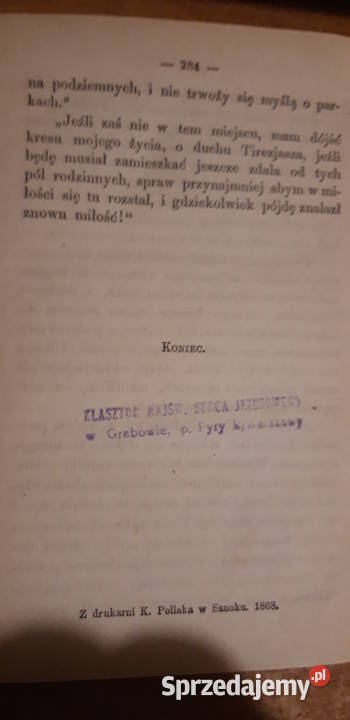 — 284 —
na podziemnych, i nie trwoży się myślą o par-
kach.“
„Jeśli zaś nie w tem miejscu, mam dójść
kresu mojego życia, o duchu Tirezjasza, jeśli
będę musiał zamieszkać jeszcze zdala od tych
pól rodzinnych, spraw przynajmniej abym w mi-
łości się tu rozstał, i gdziekolwiek pójdę znalazł
znowu miłość!“
Koniec.
KLASZTOR NAJŚW. SERCA JEZUSOWEGO
w Grabowie, p. Pyry
Z drukarni K. Pollaka w Sanoku. 1868.
Sprzedajemy.pl